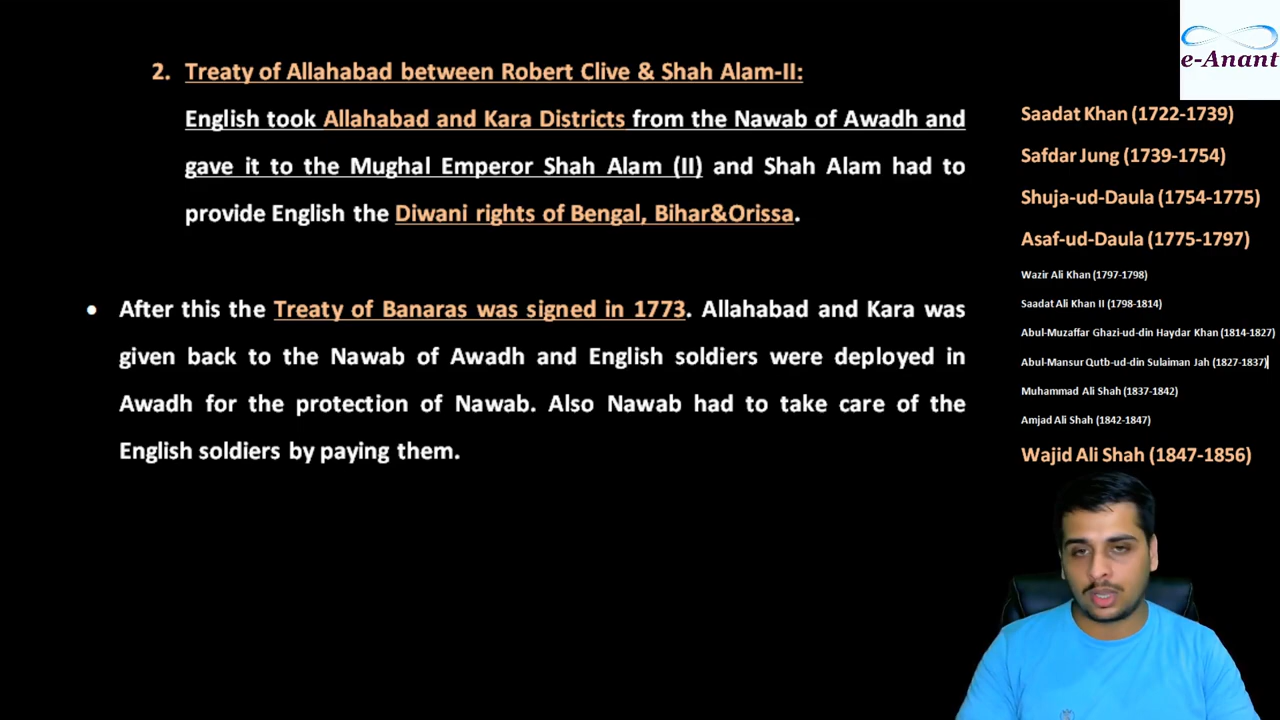 2. Treaty of Allahabad between Robert Clive & Shah Alam-II:
English took Allahabad and Kara Districts from the Nawab of Awadh and
gave it to the Mughal Emperor Shah Alam (II) and Shah Alam had to
provide English the Diwani rights of Bengal, Bihar&Orissa.
• After this the Treaty of Banaras was signed in 1773. Allahabad and Kara was
given back to the Nawab of Awadh and English soldiers were deployed in
Awadh for the protection of Nawab. Also Nawab had to take care of the
English soldiers by paying them.
e-Anant
Saadat Khan (1722-1739)
Safdar Jung (1739-1754)
Shuja-ud-Daula (1754-1775)
Asaf-ud-Daula (1775-1797)
Wazir Ali Khan (1797-1798)
Saadat Ali Khan II (1798-1814)
Abul-Muzaffar Ghazi-ud-din Haydar Khan (1814-1827)
Abul-Mansur Qutb-ud-din Sulaiman Jah (1827-1837)
Muhammad Ali Shah (1837-1842)
Amjad Ali Shah (1842-1847)
Wajid Ali Shah (1847-1856)